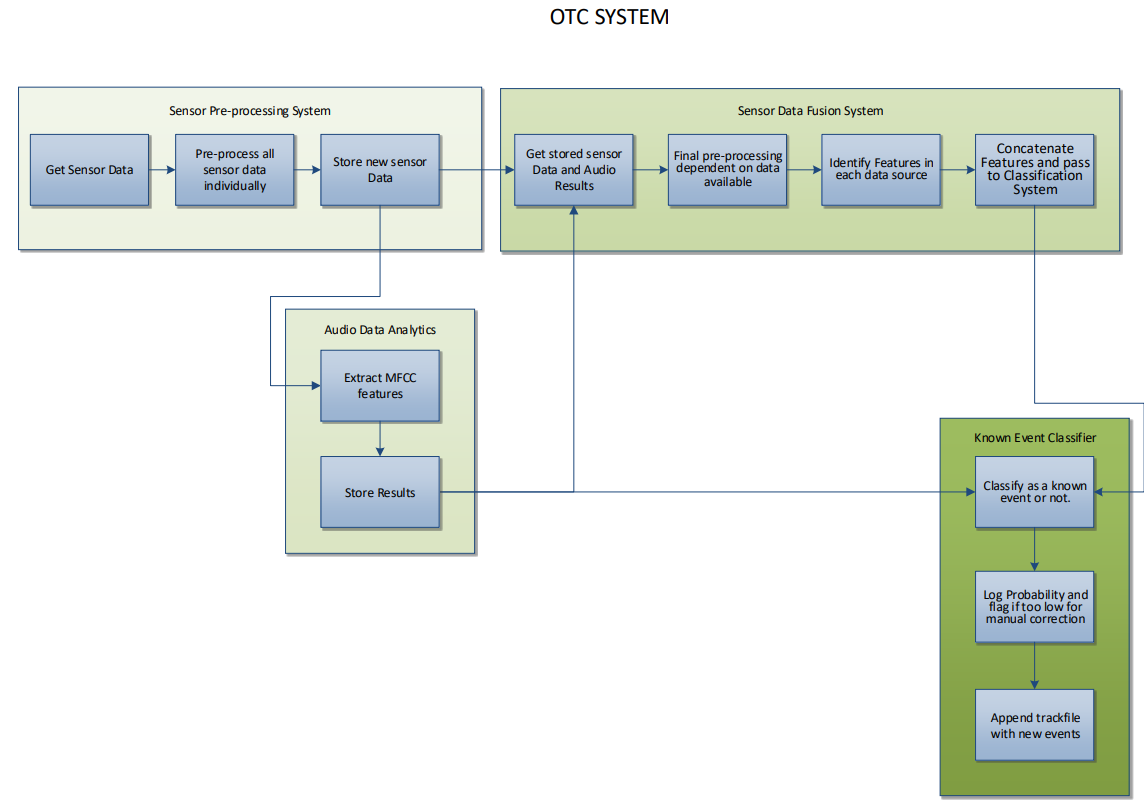 OTC SYSTEM
Sensor Pre-processing System
Get Sensor Data
Pre-process all
sensor data
individually
Store new sensor
Data
Sensor Data Fusion System
Get stored sensor
Data and Audio
Results
Final pre-processing
dependent on data
available
Identify Features in
each data source
Concatenate
Features and pass
to Classification
System
Audio Data Analytics
Extract MFCC
features
Store Results
Known Event Classifier
Classify as a known
event or not.
Log Probability and
flag if too low for
manual correction
Append trackfile
with new events